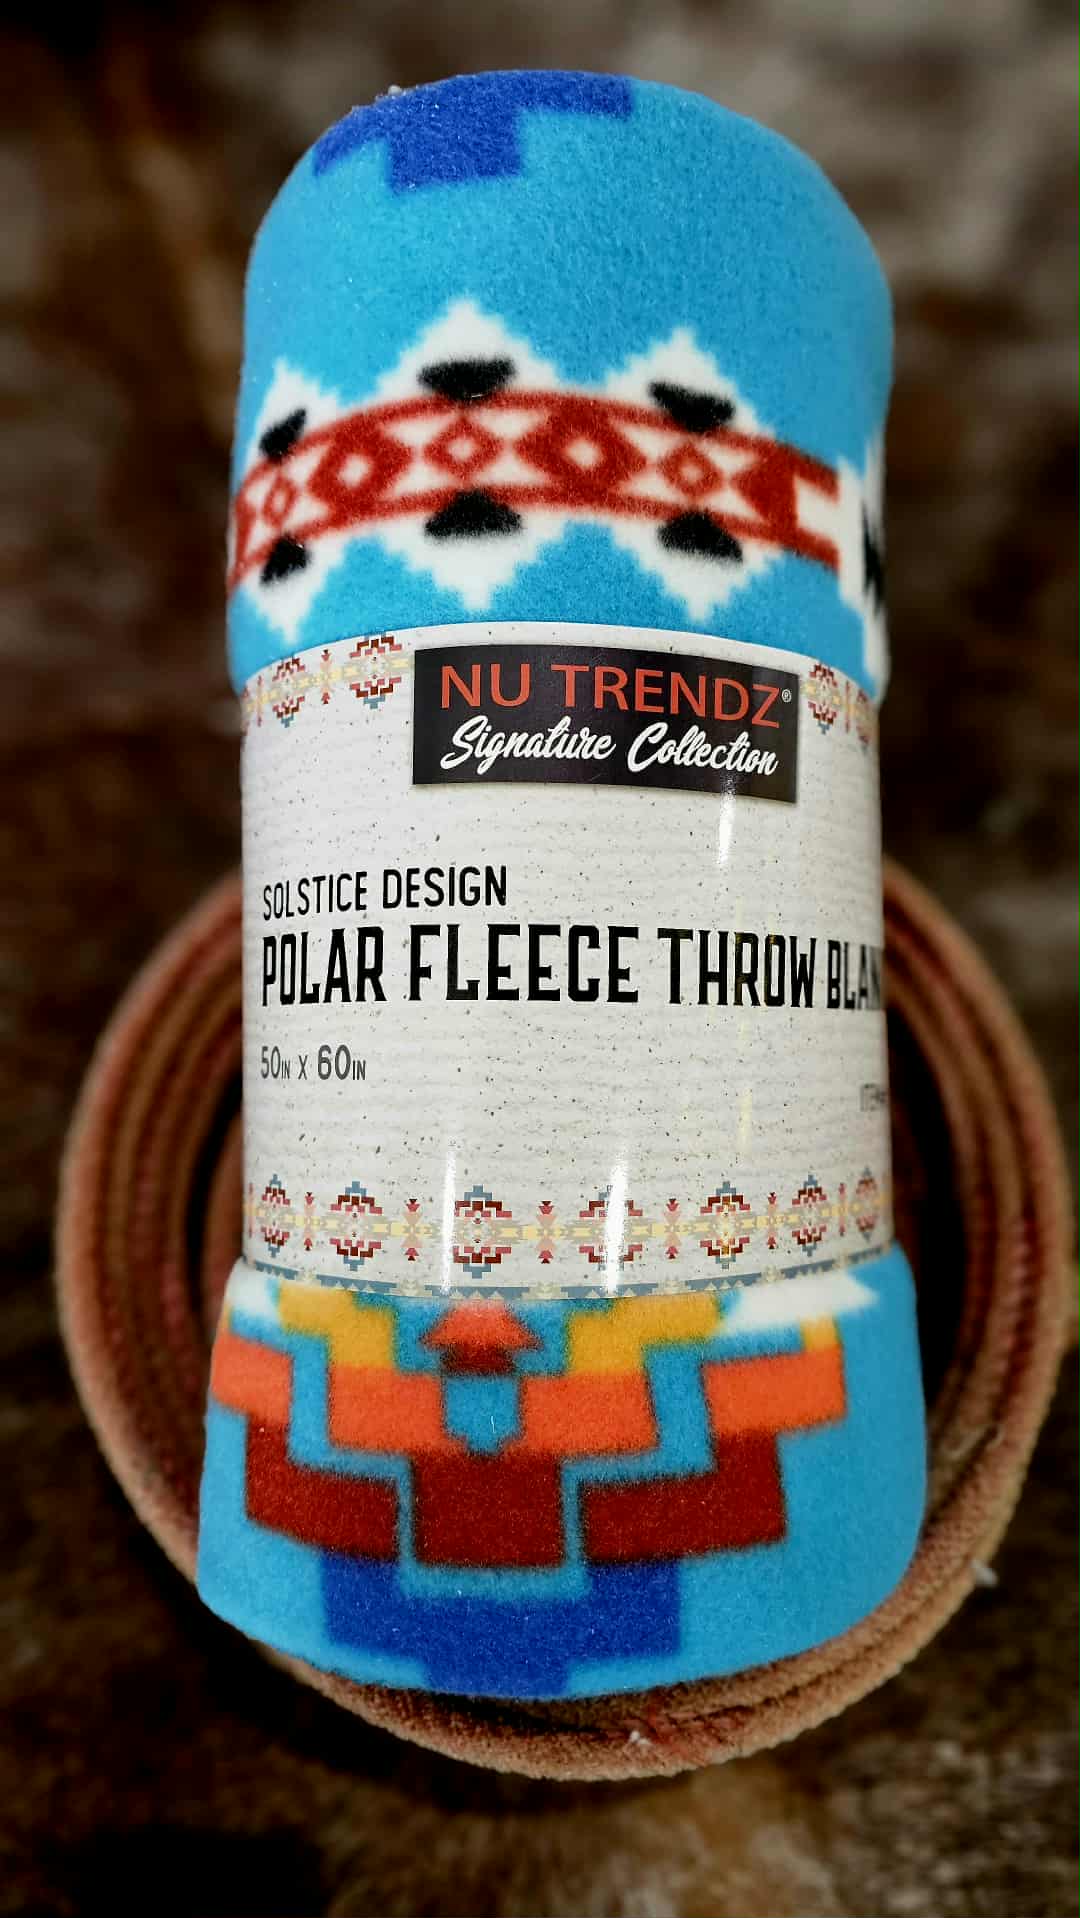 NU TRENDZ®
Signature Collection
SOLSTICE DESIGN
POLAR FLEECE THROW BLAN
50IN X 60IN